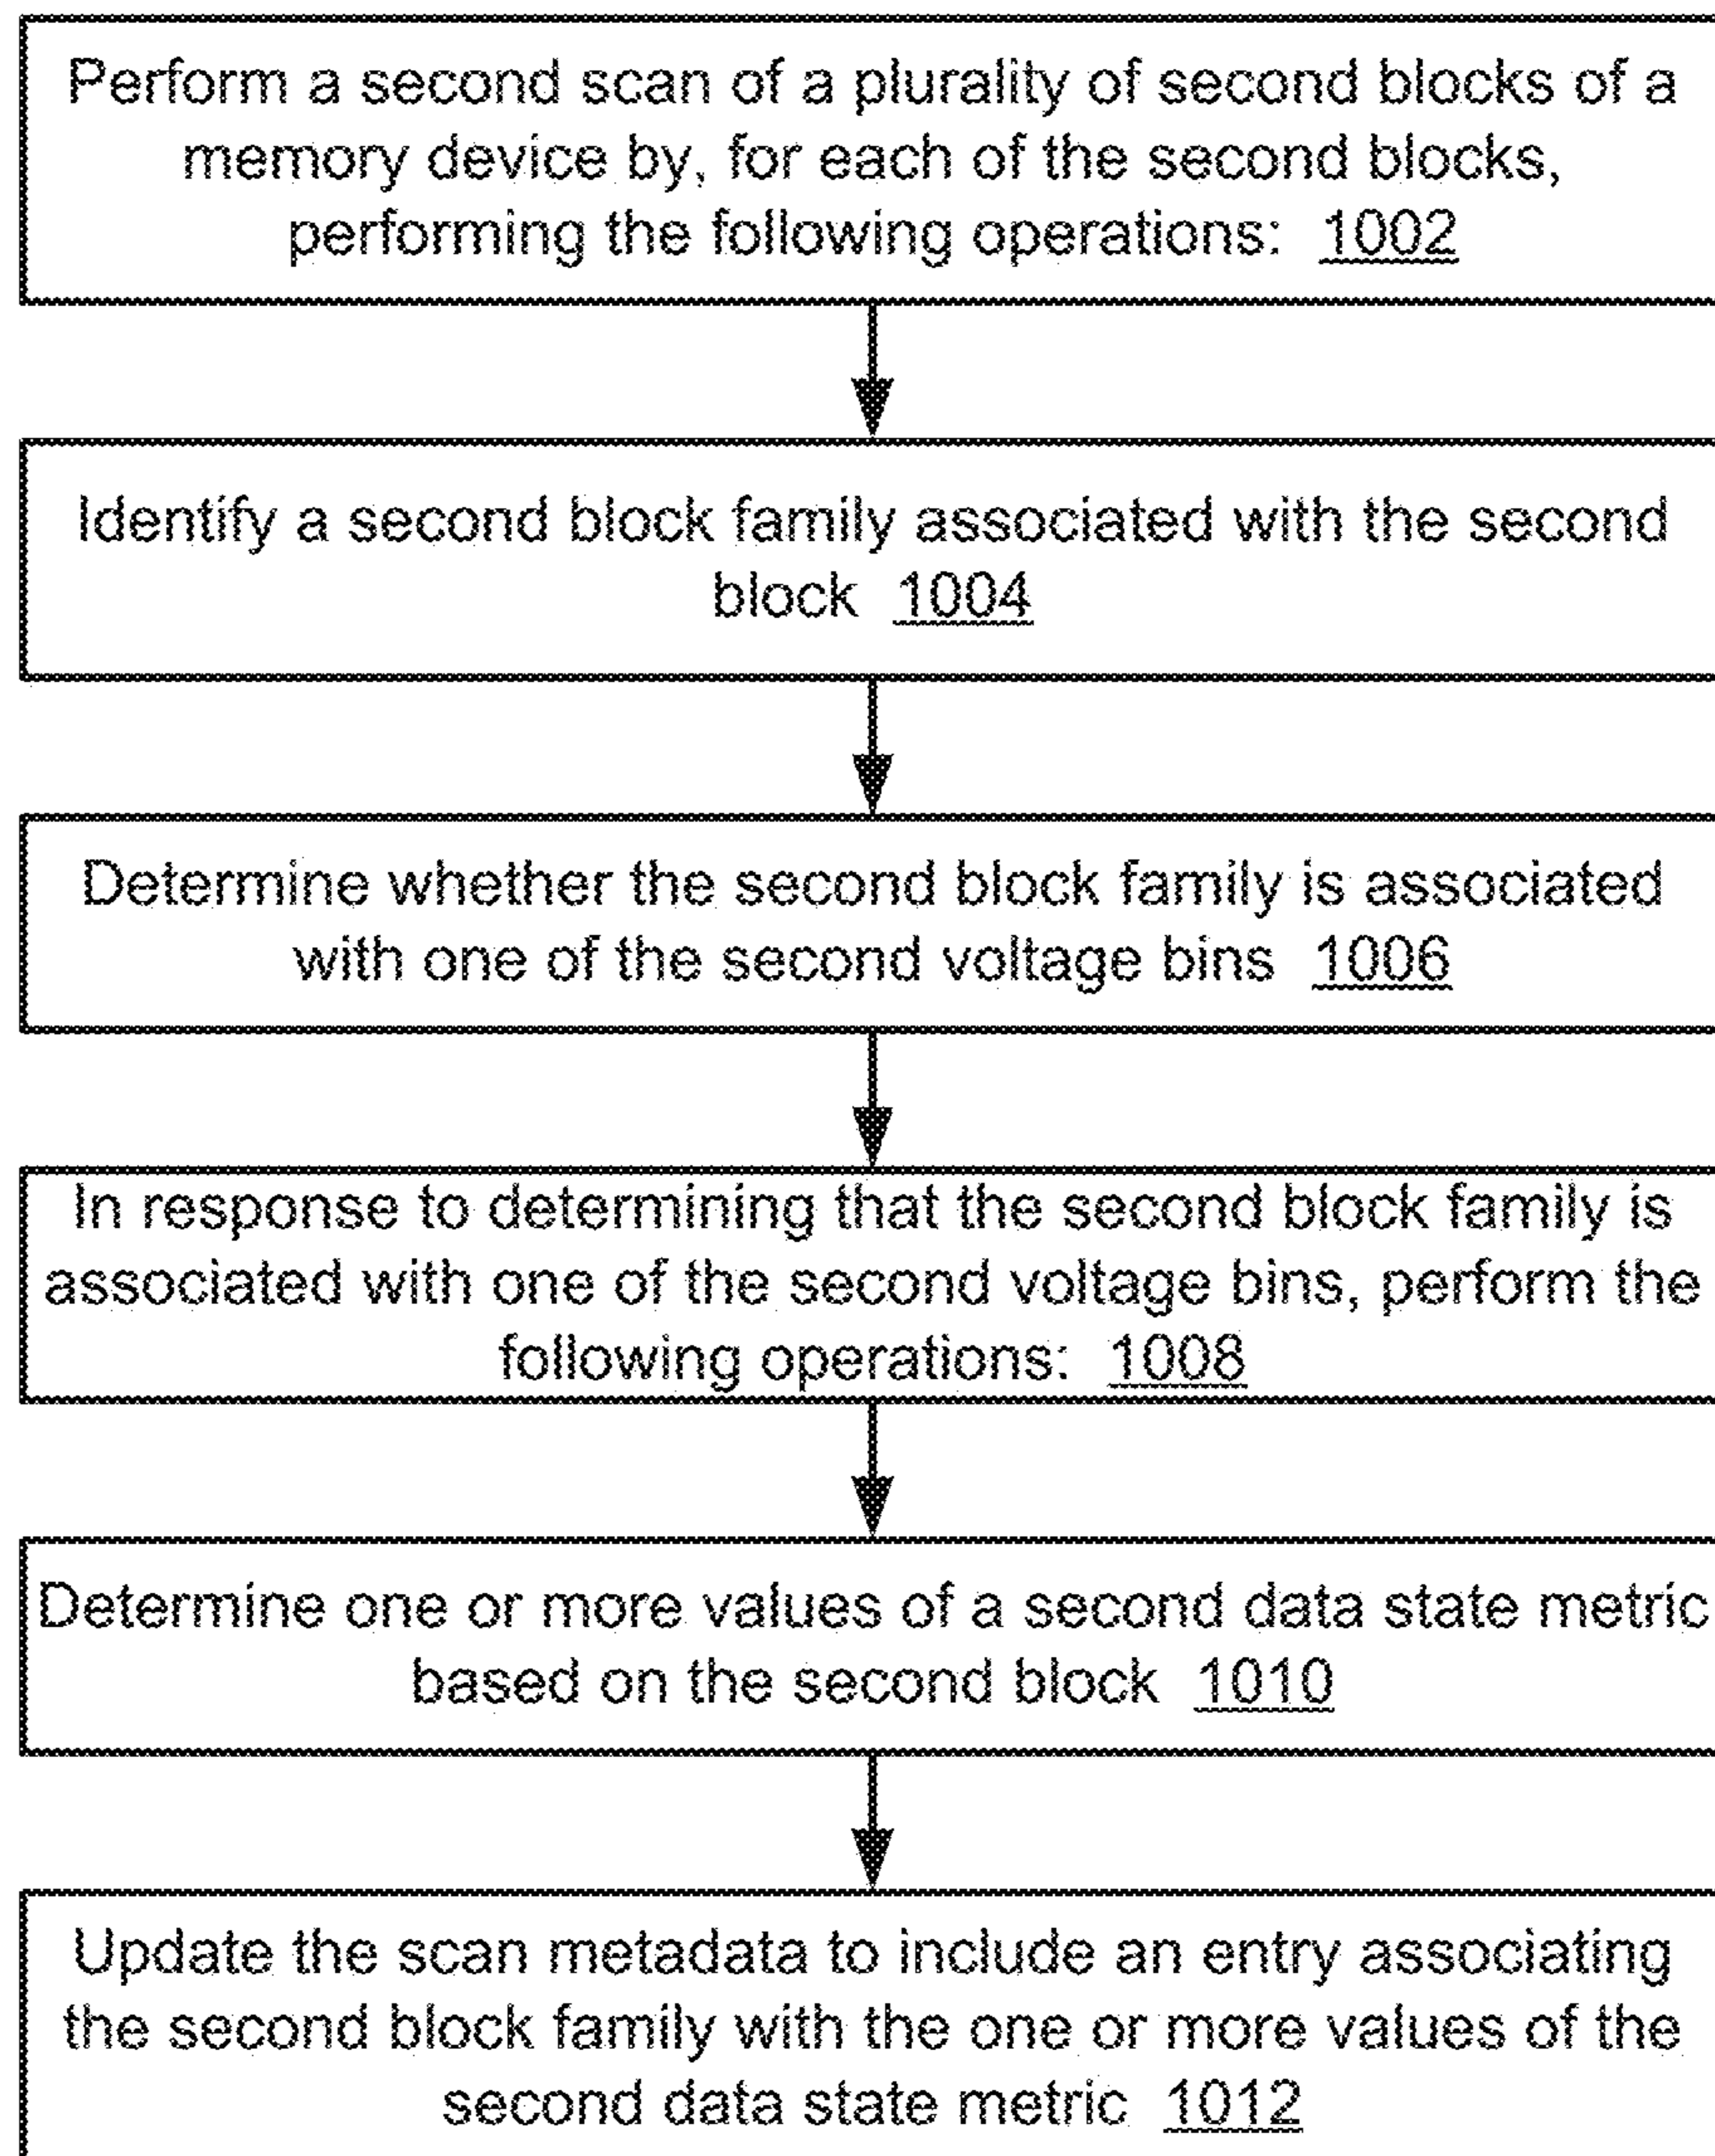 Perform a second scan of a plurality of second blocks of a
memory device by, for each of the second blocks,
performing the following operations: 1002
Identify a second block family associated with the second
block 1004
Determine whether the second block family is associated
with one of the second voltage bins 1006
In response to determining that the second block family is
associated with one of the second voltage bins, perform the
following operations: 1008
Determine one or more values of a second data state metric
based on the second block 1010
Update the scan metadata to include an entry associating
the second block family with the one or more values of the
second data state metric 1012